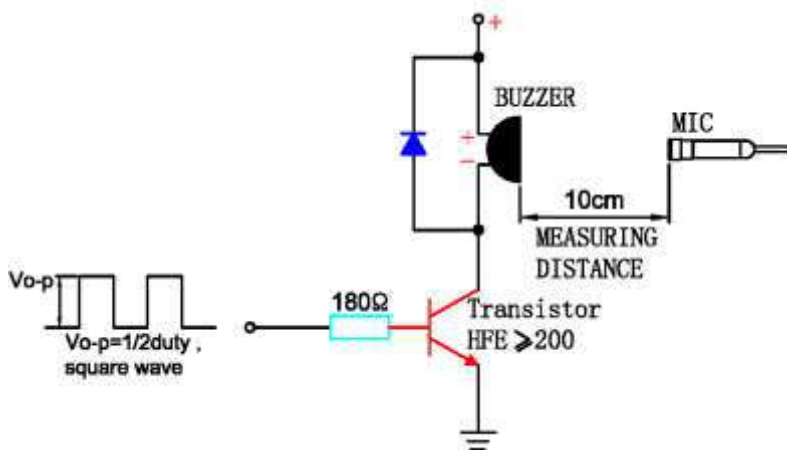 +
BUZZER
MIC
+
−
10cm
MEASURING
DISTANCE
Vo-p
180Ω
Transistor
HFE ⩾200
Vo-p=1/2duty ,
square wave